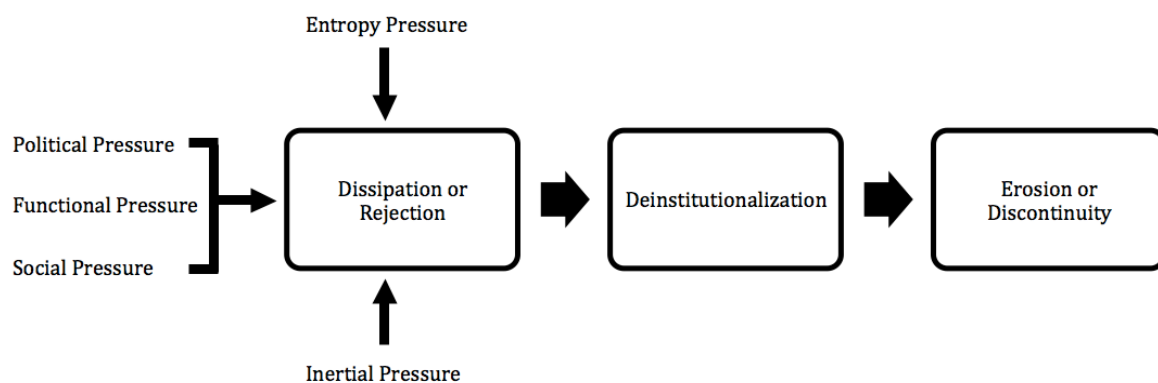 Entropy Pressure
Political Pressure
Functional Pressure
Social Pressure
Dissipation or
Rejection
Deinstitutionalization
Erosion or
Discontinuity
Inertial Pressure